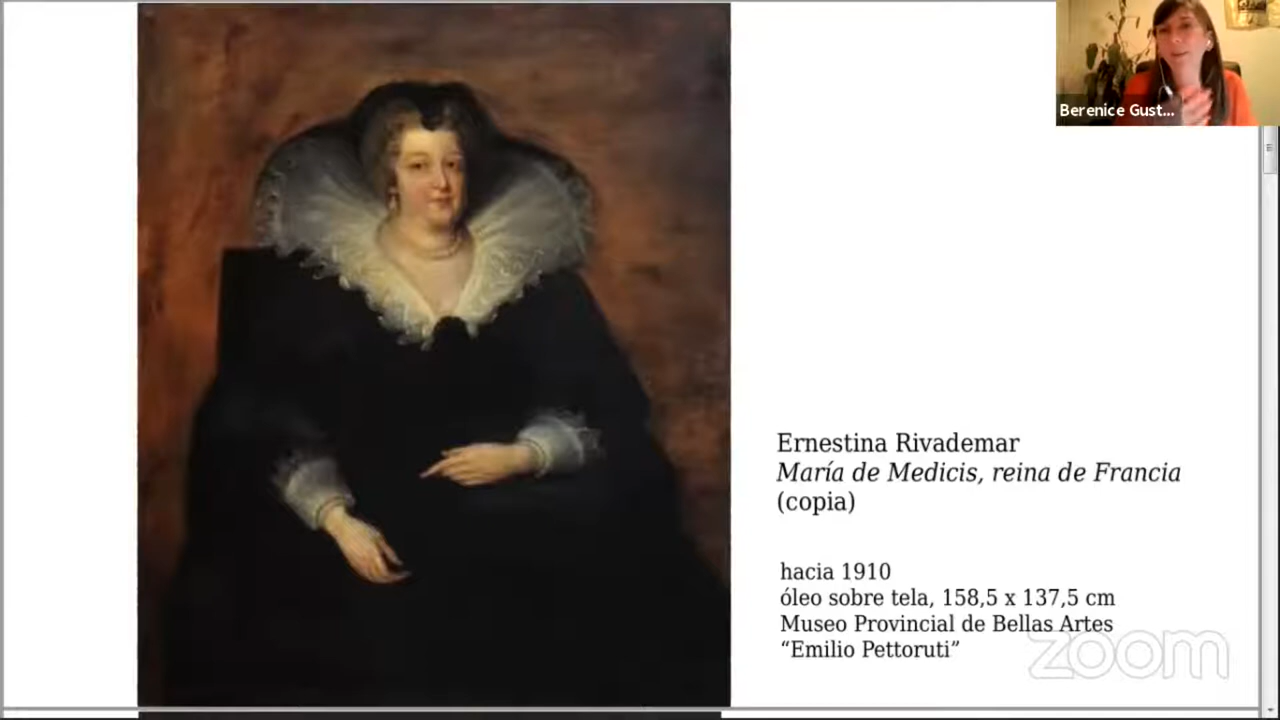 Berenice Gust...
Ernestina Rivademar
María de Medicis, reina de Francia
(copia)
hacia 1910
óleo sobre tela, 158,5 x 137,5 cm
Museo Provincial de Bellas Artes
“Emilio Pettoruti”
zoom